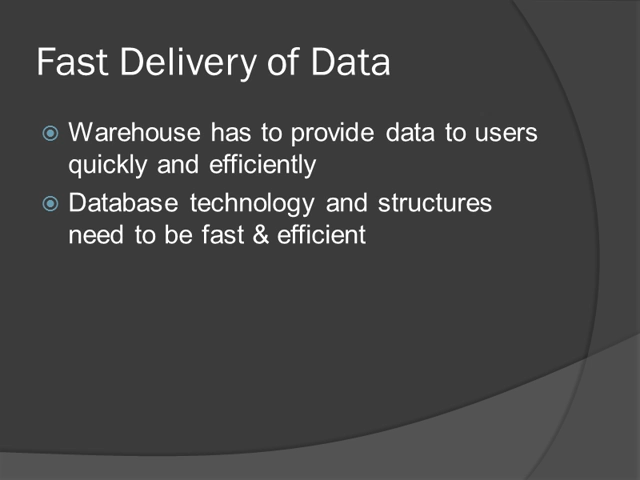 Fast Delivery of Data
Warehouse has to provide data to users
quickly and efficiently
Database technology and structures
need to be fast & efficient